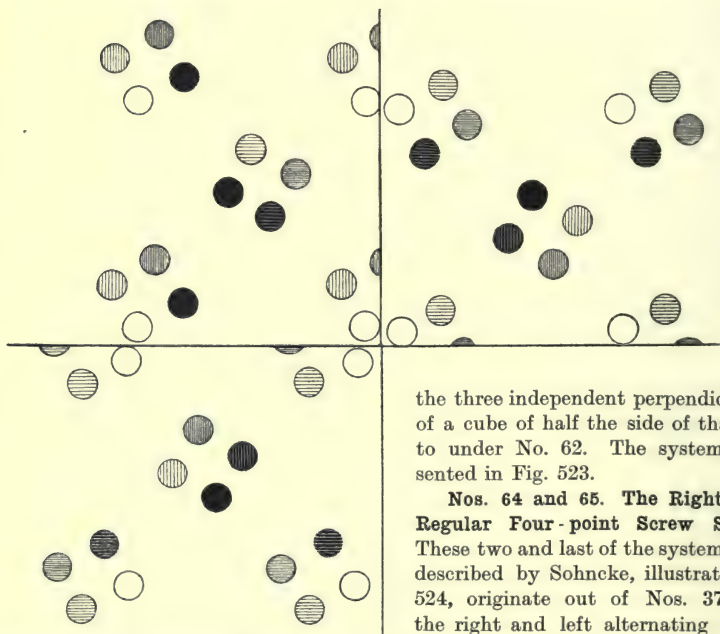 the three independent perpendic
of a cube of half the side of th
to under No. 62. The system
sented in Fig. 523.
Nos. 64 and 65. The Right
Regular Four-point Screw S
These two and last of the system
described by Sohncke, illustrat
524, originate out of Nos. 37
the right and left alternating